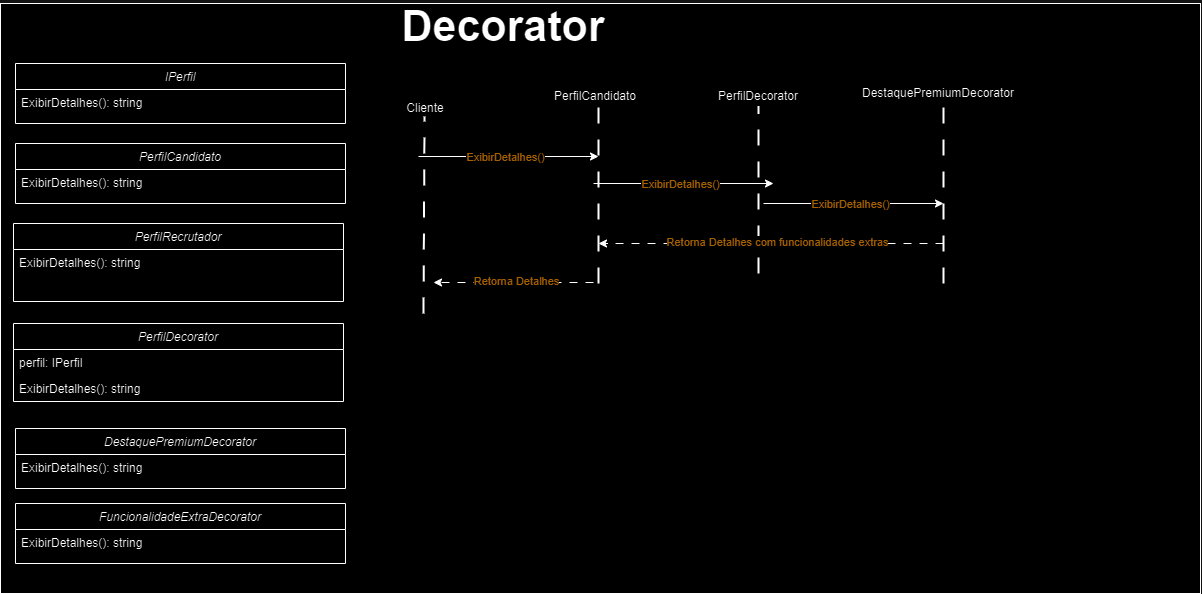 Decorator
IPerfil
ExibirDetalhes(): string
PerfilCandidato
ExibirDetalhes(): string
PerfilRecrutador
ExibirDetalhes(): string
PerfilDecorator
perfil: IPerfil
ExibirDetalhes(): string
DestaquePremiumDecorator
ExibirDetalhes(): string
FuncionalidadeExtraDecorator
ExibirDetalhes(): string
Cliente
PerfilCandidato
PerfilDecorator
DestaquePremiumDecorator
ExibirDetalhes()
ExibirDetalhes()
ExibirDetalhes()
Retorna Detalhes com funcionalidades extras
Retorna Detalhes